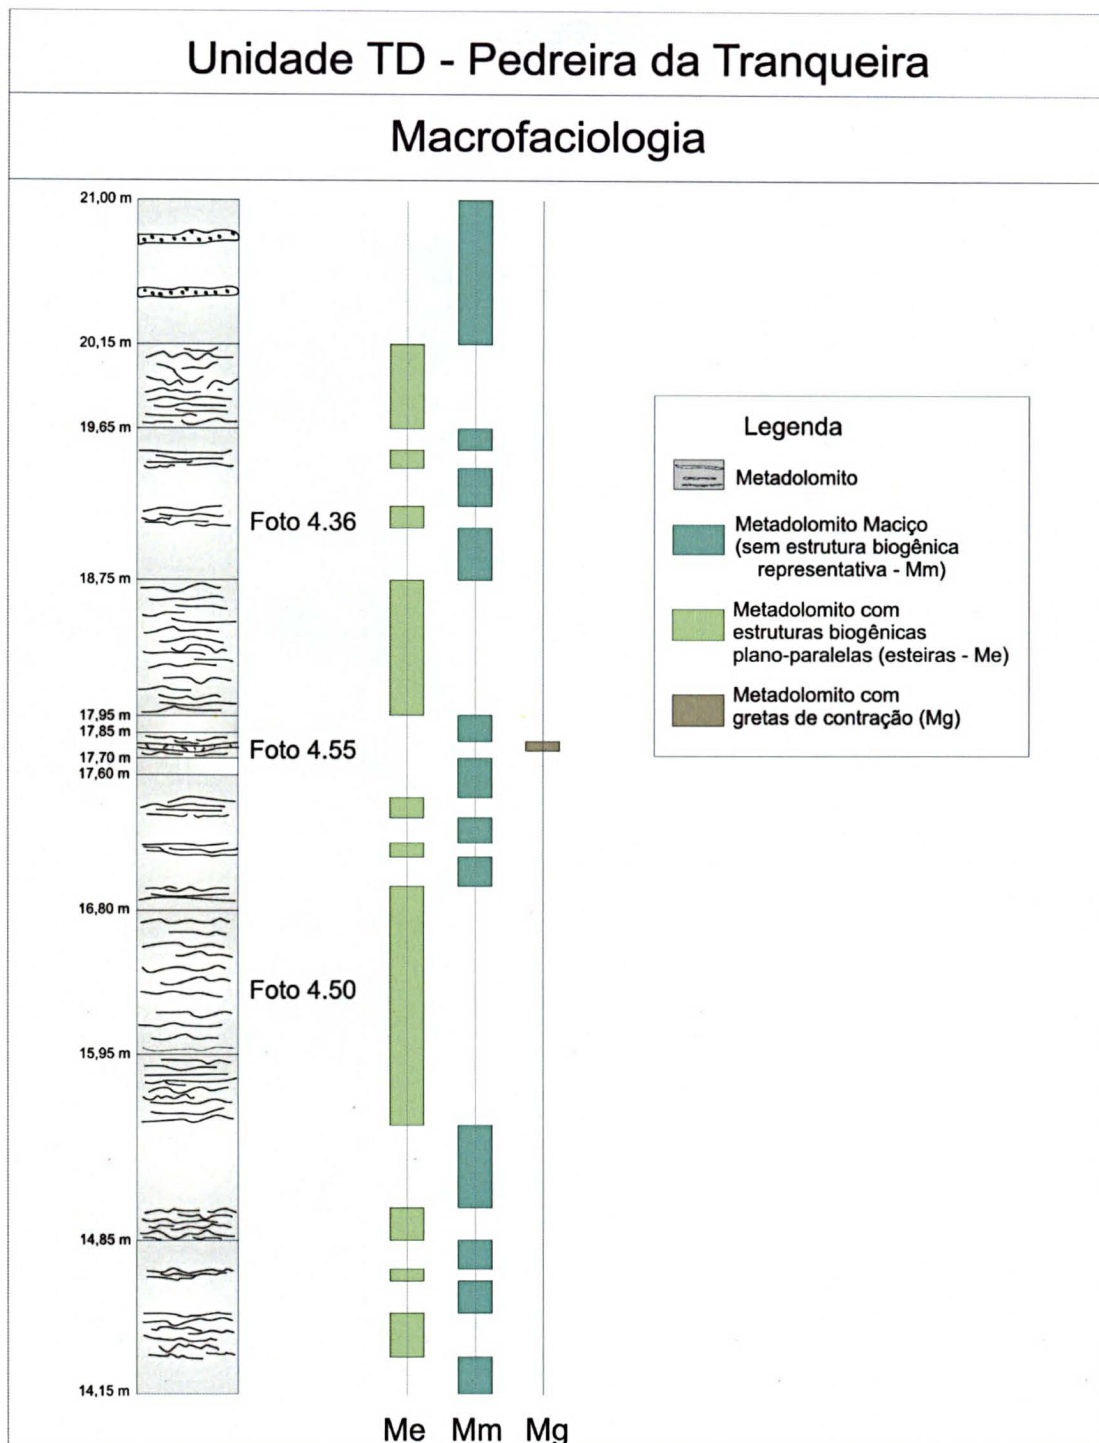 Unidade TD - Pedreira da Tranqueira
Macrofaciologia
21,00 m
20,15 m
19,65 m
Foto 4.36
18,75 m
17,95 m
17,85 m
Foto 4.55
17,70 m
17,60 m
16,80 m
Foto 4.50
15,95 m
14,85 m
14,15 m
Me Mm Mg
Legenda
Metadolomito
Metadolomito Maciço
(sem estrutura biogênica
representativa - Mm)
Metadolomito com
estruturas biogênicas
plano-paralelas (esteiras - Me)
Metadolomito com
gretas de contração (Mg)